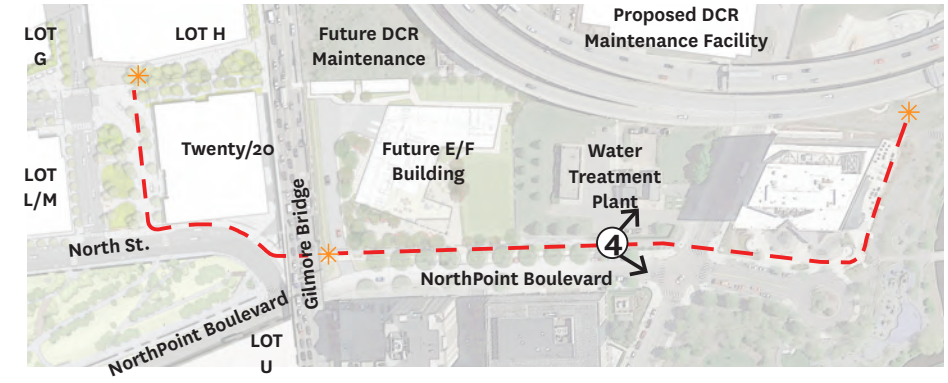 LOT
G
LOT H
Future DCR
Maintenance
Proposed DCR
Maintenance Facility
Twenty/20
Future E/F
Building
Water
Treatment
Plant
LOT
L/M
North St.
Gilmore Bridge
4
NorthPoint Boulevard
NorthPoint Boulevard
LOT
U